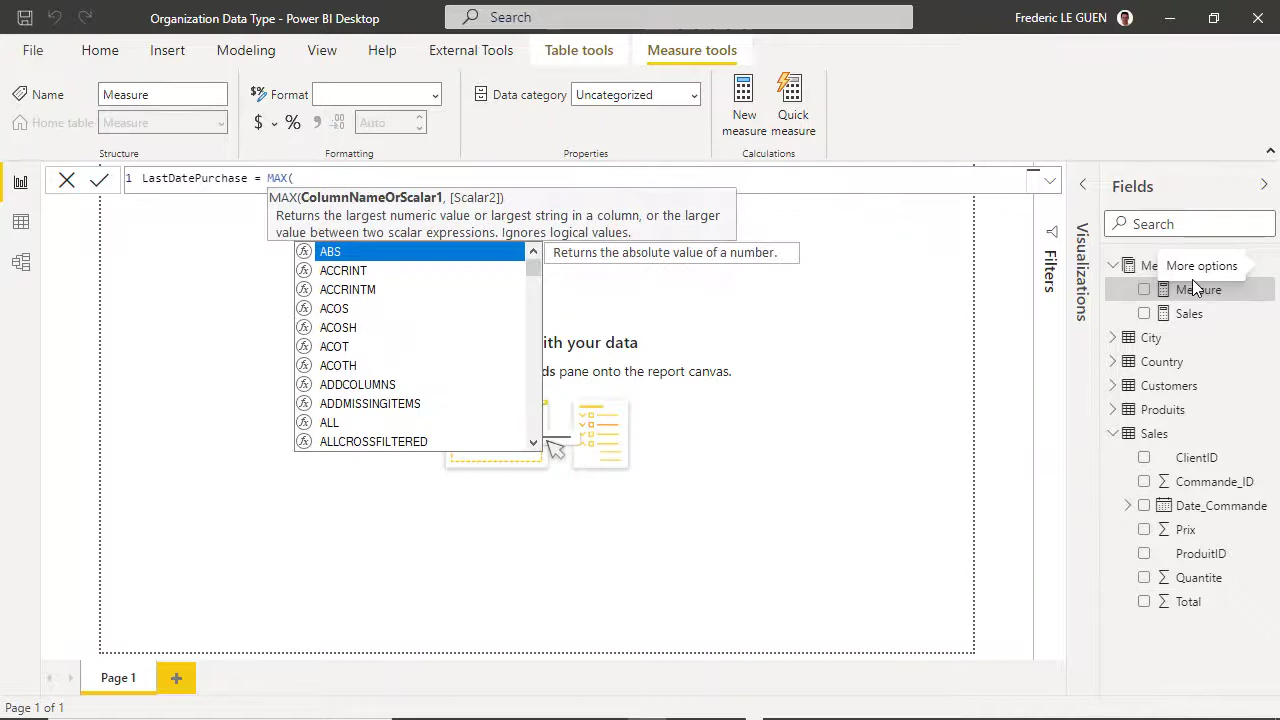 Organization Data Type - Power BI Desktop
Search
Frederic LE GUEN
File
Home
Insert
Modeling
View
Help
External Tools
Table tools
Measure tools
Measure
Home table
Measure
Structure
$% Format
$
%
Auto
Formatting
Data category
Uncategorized
Properties
New measure
Quick measure
Calculations
1 LastDatePurchase = MAX(
MAX(ColumnNameOrScalar1, [Scalar2])
Returns the largest numeric value or largest string in a column, or the larger
value between two scalar expressions. Ignores logical values.
ABS
Returns the absolute value of a number.
ACCRINT
ACCRINTM
ACOS
ACOSH
ACOT
ACOTH
ADDCOLUMNS
ADDMISSINGITEMS
ALL
ALLCROSSFILTERED
ith your data
ds pane onto the report canvas.
Filters
Visualizations
Fields
Search
Me
More options
Measure
Sales
City
Country
Customers
Produits
Sales
ClientID
Commande_ID
Date_Commande
Prix
ProduitID
Quantite
Total
Page 1
Page 1 of 1